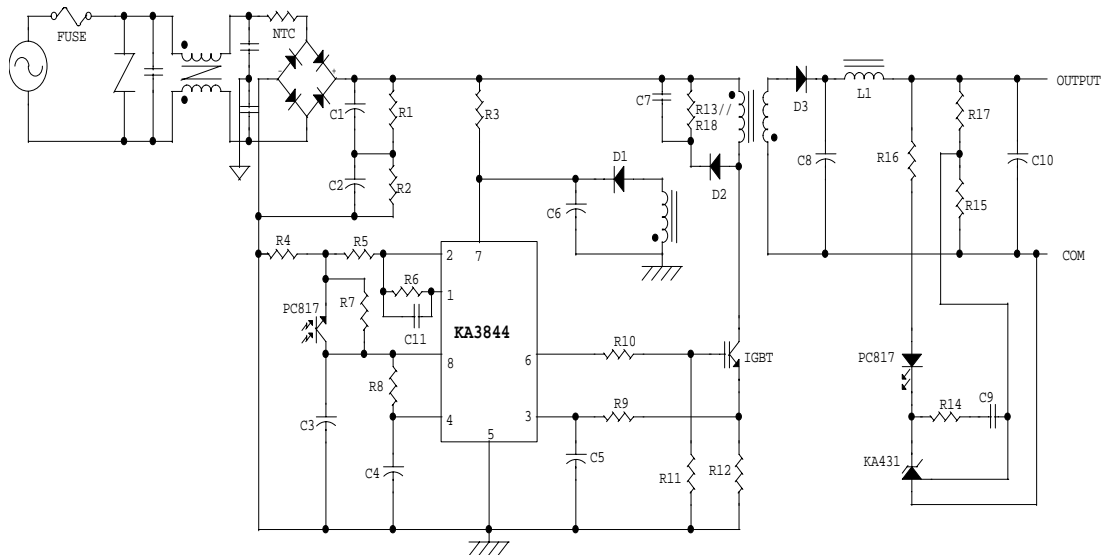 FUSE
NTC
- +
C1
R1
R3
C7
R13//
R18
D3
L1
OUTPUT
R17
R16
C8
C10
C2
R2
D1
D2
C6
R15
R4
R5
2
7
COM
R6
1
PC817
R7
C11
KA3844
R10
IGBT
8
6
PC817
R8
R9
C3
4
3
R14
C9
5
C4
C5
R11
R12
KA431